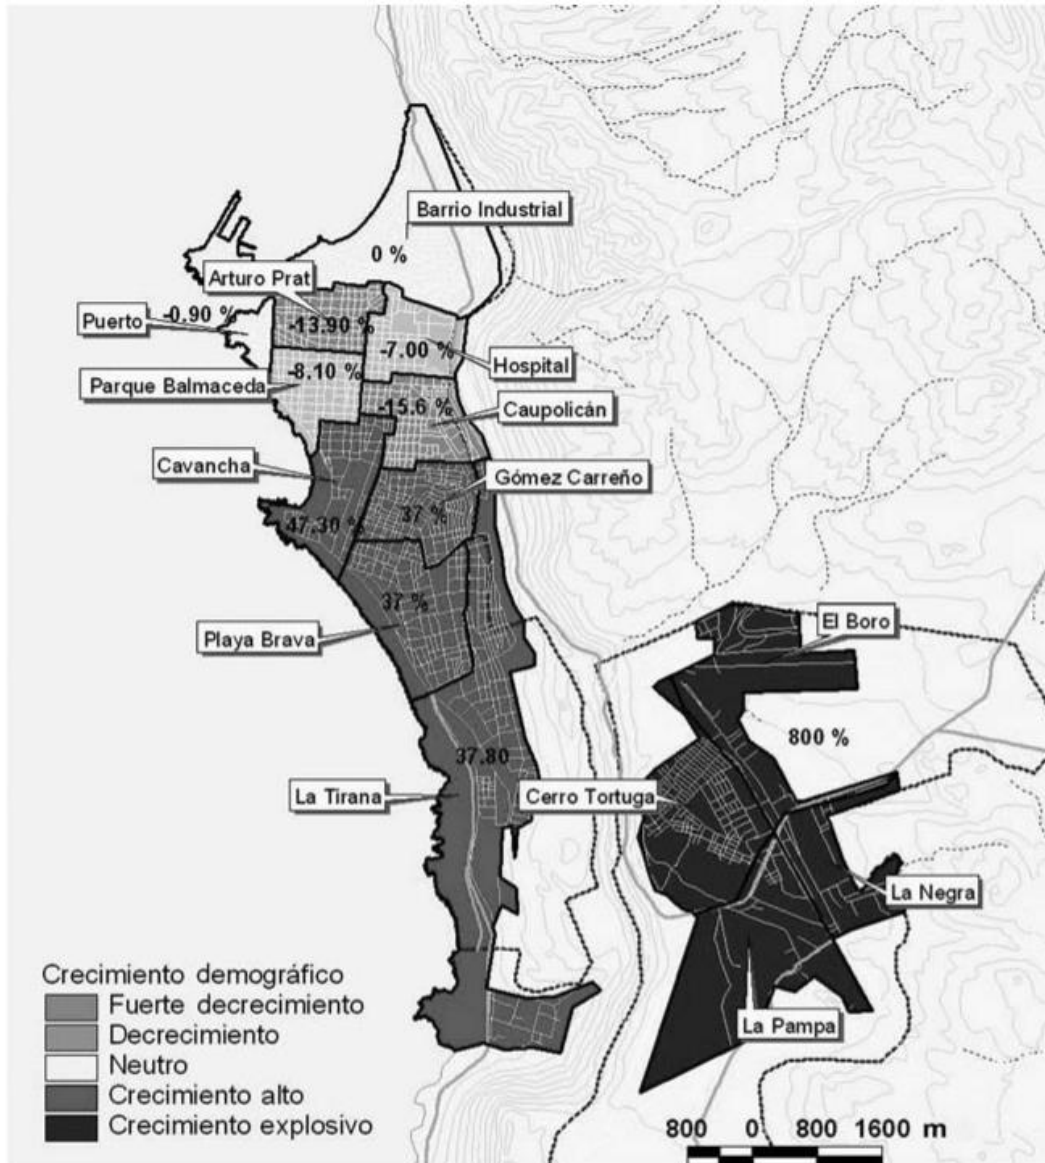 Barrio Industrial
0 %
Arturo Prat
-0.90 %
Puerto
-13.90 %
-7.00 %
Hospital
-8.10 %
Parque Balmaceda
-15.6 %
Caupolicán
Cavancha
Gómez Carreño
47.30 %
37 %
37 %
Playa Brava
El Boro
800 %
37.80
La Tirana
Cerro Tortuga
La Negra
La Pampa
Crecimiento demográfico
Fuerte decrecimiento
Decrecimiento
Neutro
Crecimiento alto
Crecimiento explosivo
800 0 800 1600 m